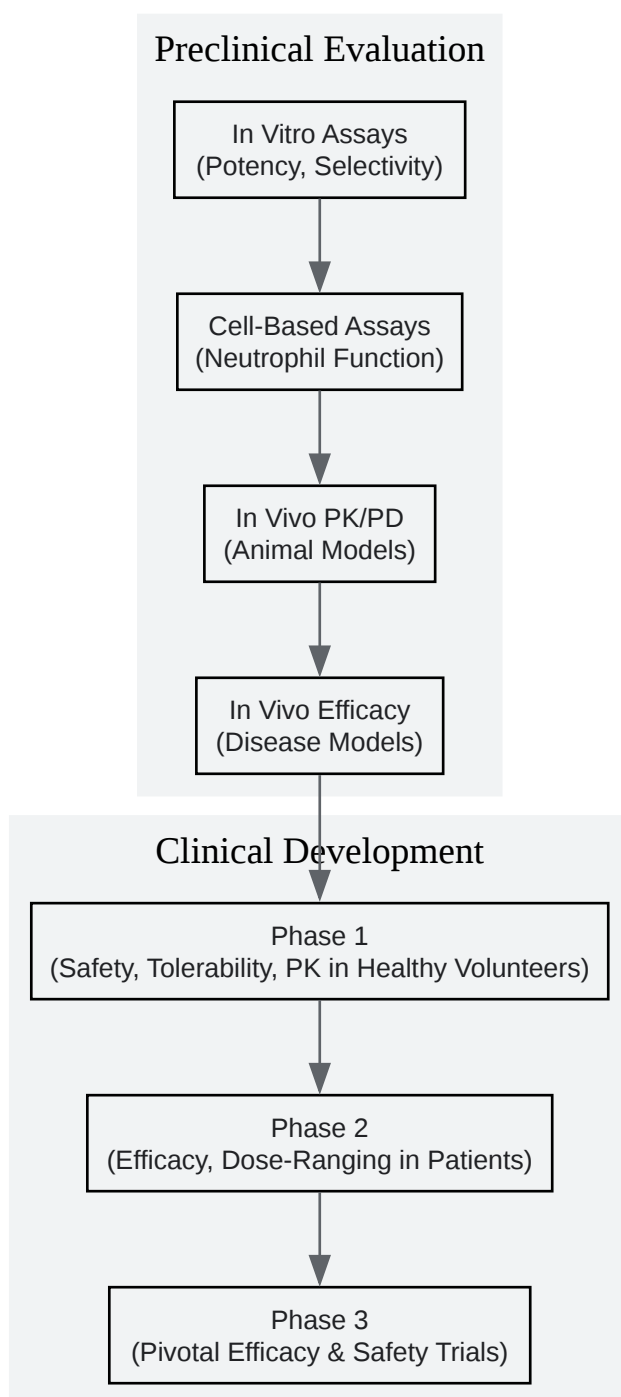 Preclinical Evaluation
In Vitro Assays
(Potency, Selectivity)
Cell-Based Assays
(Neutrophil Function)
In Vivo PK/PD
(Animal Models)
In Vivo Efficacy
(Disease Models)
Clinical Development
Phase 1
(Safety, Tolerability, PK in Healthy Volunteers)
Phase 2
(Efficacy, Dose-Ranging in Patients)
Phase 3
(Pivotal Efficacy & Safety Trials)